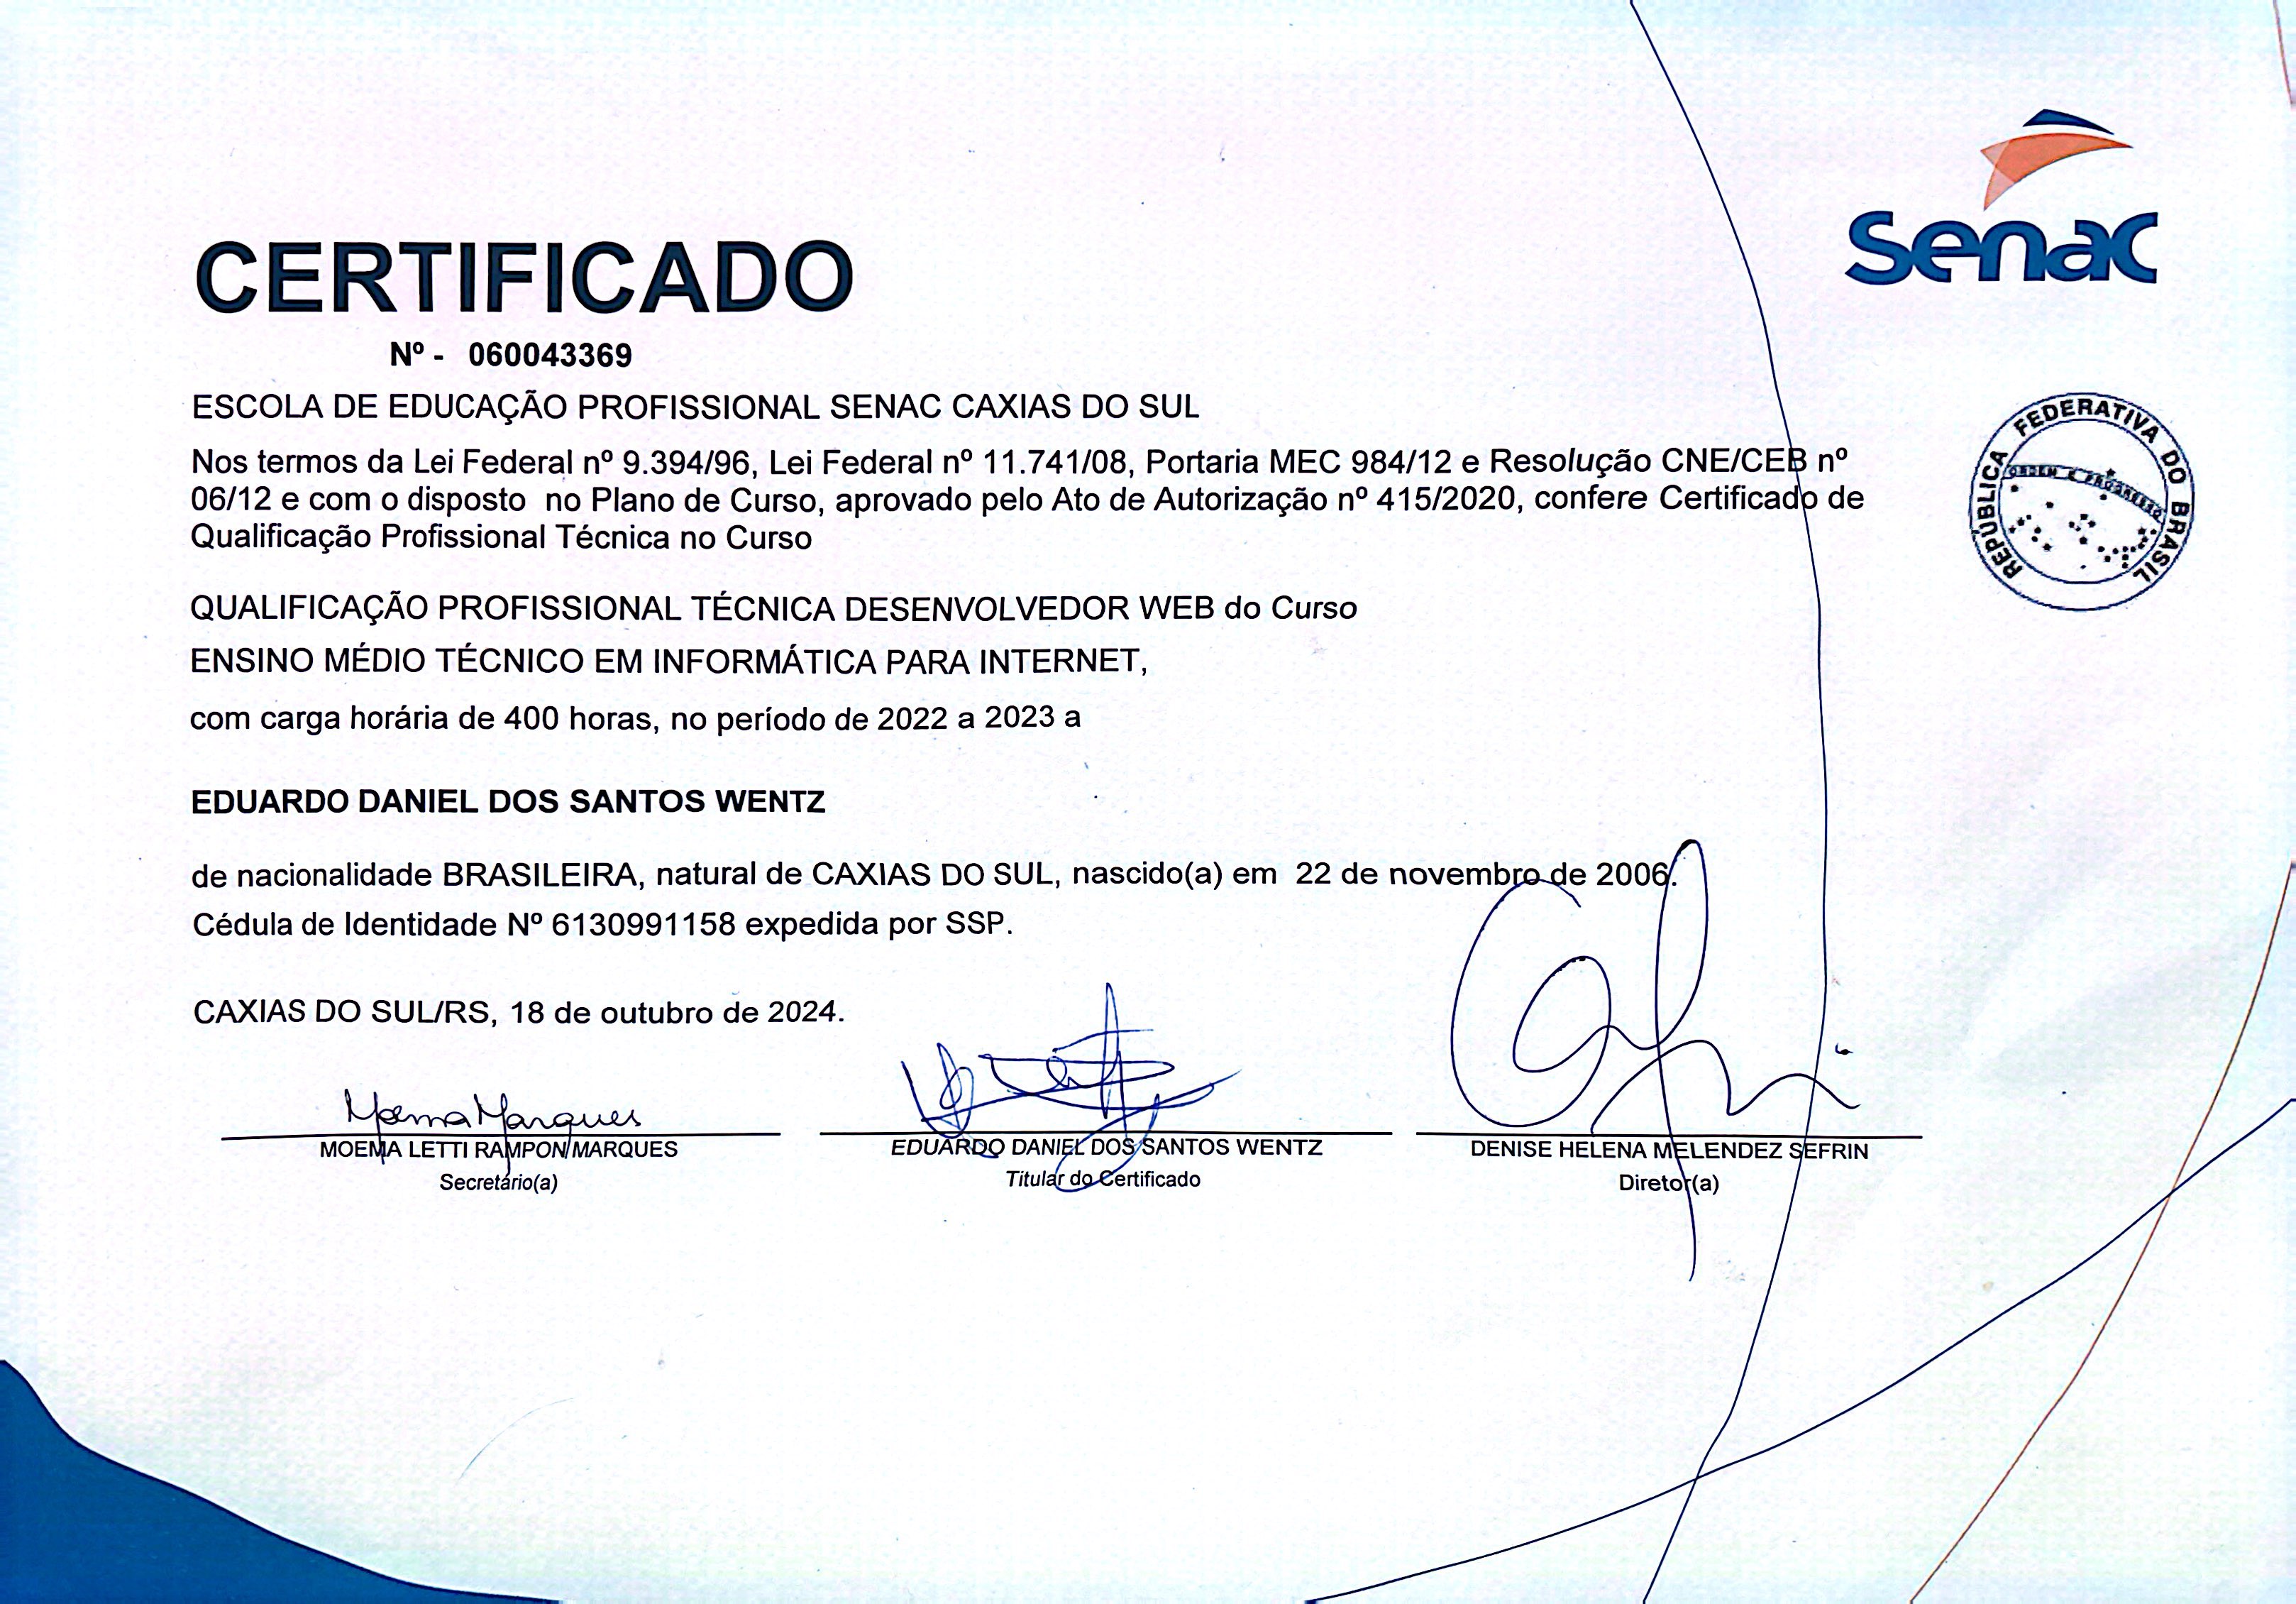 Senac
CERTIFICADO
Nº - 060043369
ESCOLA DE EDUCAÇÃO PROFISSIONAL SENAC CAXIAS DO SUL
Nos termos da Lei Federal nº 9.394/96, Lei Federal nº 11.741/08, Portaria MEC 984/12 e Resolução CNE/CEB nº
06/12 e com o disposto no Plano de Curso, aprovado pelo Ato de Autorização nº 415/2020, confere Certificado de
Qualificação Profissional Técnica no Curso
REPÚBLICA FEDERATIVA DO BRASIL
ORDEM E PROGRESSO
QUALIFICAÇÃO PROFISSIONAL TÉCNICA DESENVOLVEDOR WEB do Curso
ENSINO MÉDIO TÉCNICO EM INFORMÁTICA PARA INTERNET,
com carga horária de 400 horas, no período de 2022 a 2023 a
EDUARDO DANIEL DOS SANTOS WENTZ
de nacionalidade BRASILEIRA, natural de CAXIAS DO SUL, nascido(a) em 22 de novembro de 2006.
Cédula de Identidade Nº 6130991158 expedida por SSP.
CAXIAS DO SUL/RS, 18 de outubro de 2024.
Moema Marques
MOEMA LETTI RAMPON MARQUES
Secretário(a)
EDUARDO DANIEL DOS SANTOS WENTZ
Titular do Certificado
DENISE HELENA MELENDEZ SEFRIN
Diretor(a)